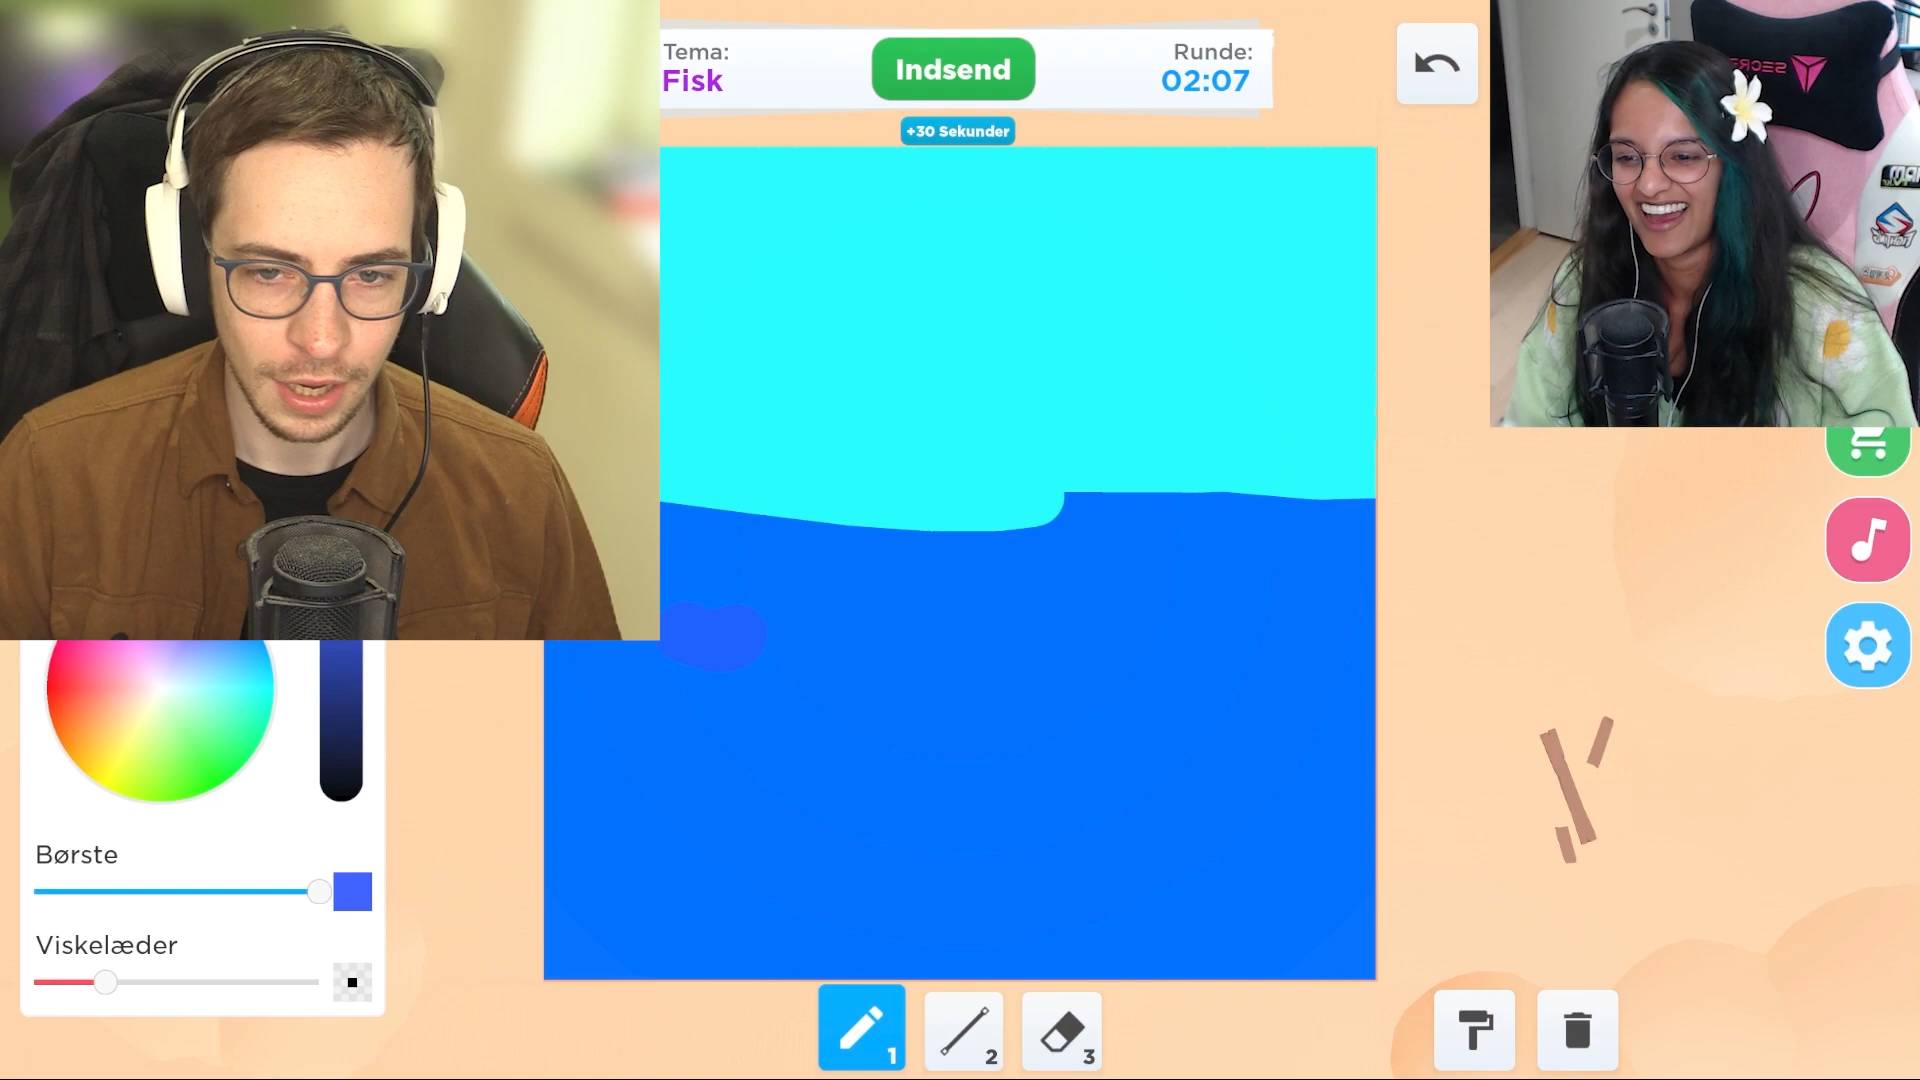 Tema:
Fisk
Indsend
Runde:
02:07
+30 Sekunder
Børste
Viskelæder
1
2
3